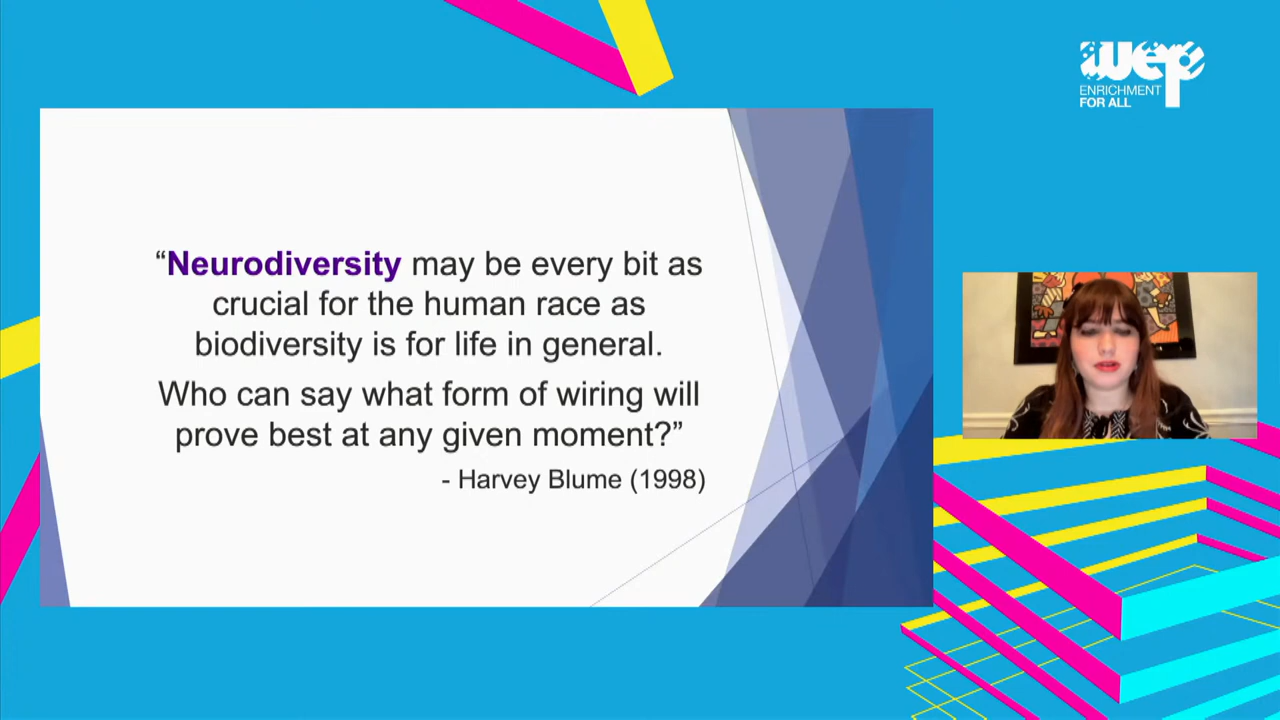 wep
ENRICHMENT
FOR ALL
“Neurodiversity may be every bit as
crucial for the human race as
biodiversity is for life in general.
Who can say what form of wiring will
prove best at any given moment?”
- Harvey Blume (1998)